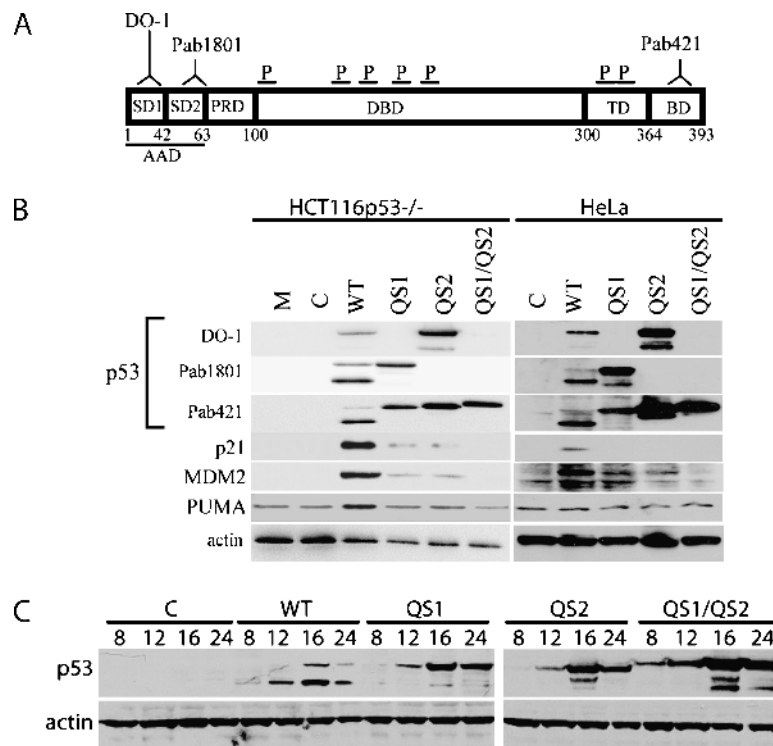 A
DO-1
Pab1801
Pab421
P P P P P P P
SD1 SD2 PRD DBD TD BD
1 42 63 100 300 364 393
AAD
B
HCT116p53-/- HeLa
M C WT QS1 QS2 QS1/QS2 C WT QS1 QS2 QS1/QS2
p53
DO-1
Pab1801
Pab421
p21
MDM2
PUMA
actin
C
C WT QS1 QS2 QS1/QS2
8 12 16 24 8 12 16 24 8 12 16 24 8 12 16 24 8 12 16 24
p53
actin